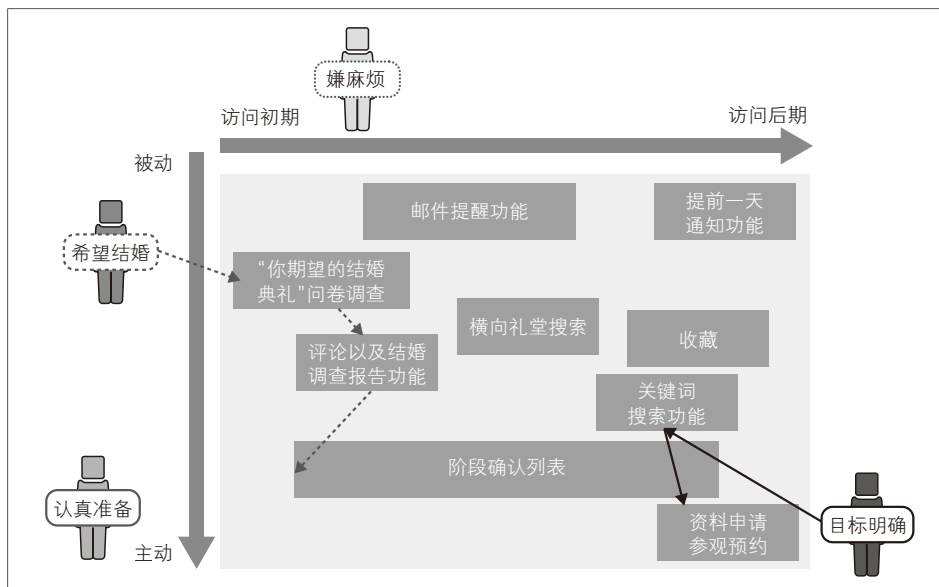 嫌麻烦
访问初期
访问后期
被动
邮件提醒功能
提前一天
通知功能
希望结婚
“你期望的结婚
典礼”问卷调查
横向礼堂搜索
收藏
评论以及结婚
调查报告功能
关键词
搜索功能
阶段确认列表
认真准备
资料申请
参观预约
目标明确
主动